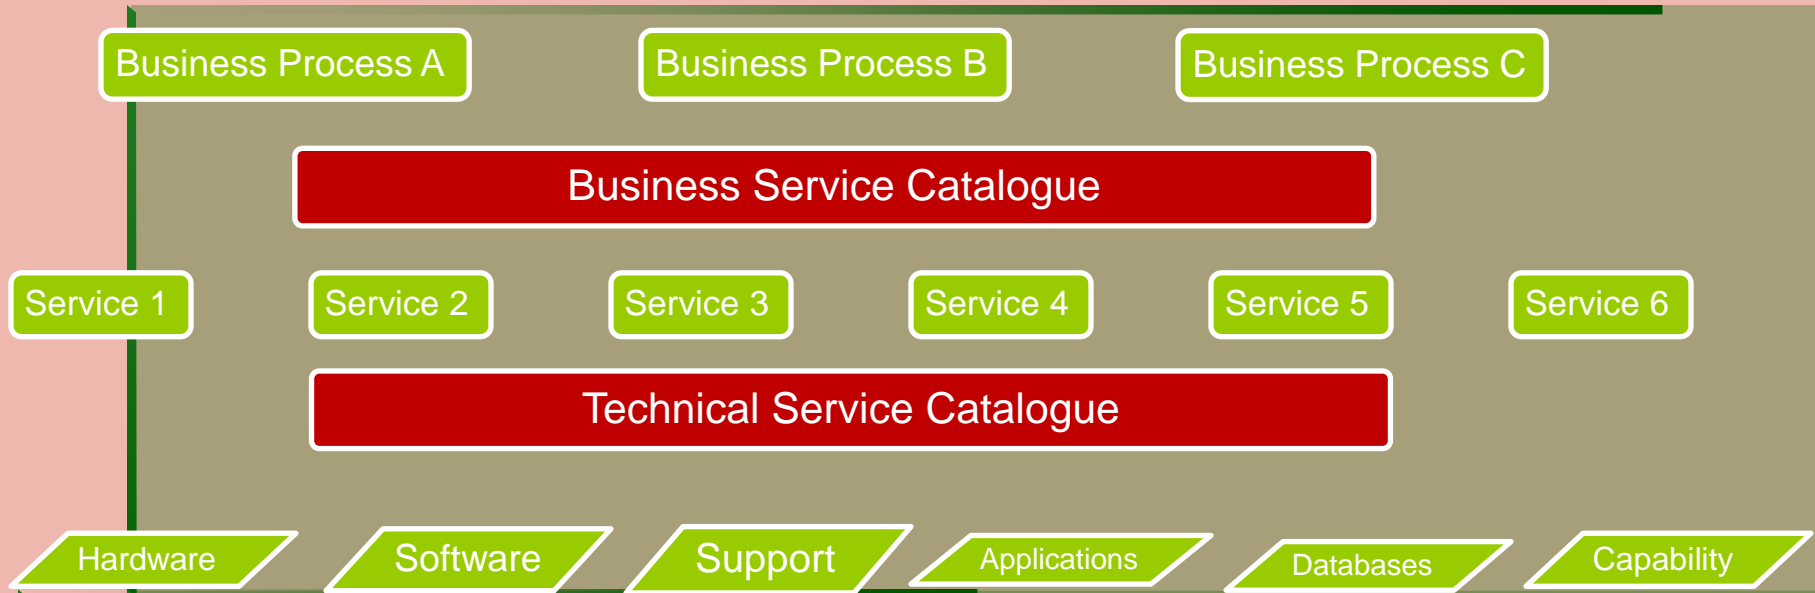 Business Process A
Business Process B
Business Process C
Business Service Catalogue
Service 1
Service 2
Service 3
Service 4
Service 5
Service 6
Technical Service Catalogue
Hardware
Software
Support
Applications
Databases
Capability